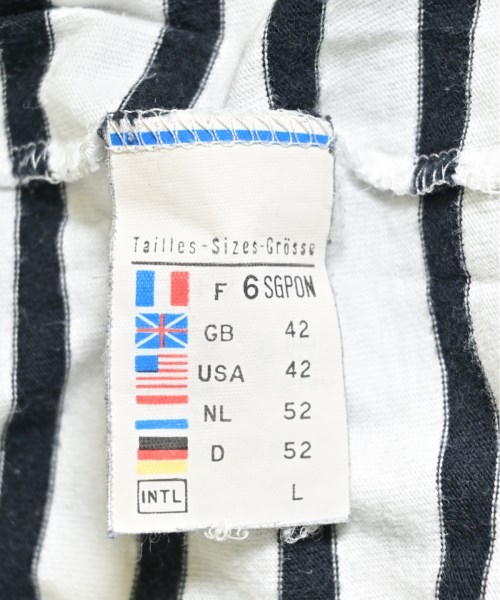 Tailles-Sizes-Grösse
F 6 SGPON
GB 42
USA 42
NL 52
D 52
INTL L